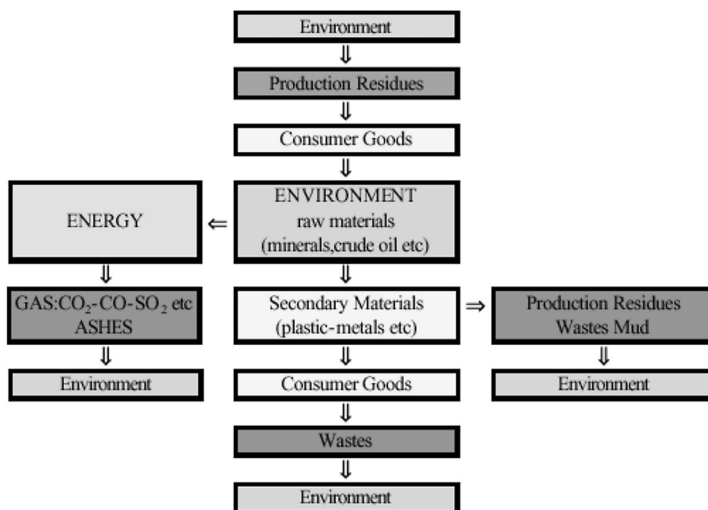 Environment
⇓
Production Residues
⇓
Consumer Goods
⇓
ENERGY
⇐
ENVIRONMENT
raw materials
(minerals,crude oil etc)
⇓
⇓
GAS:CO₂-CO-SO₂ etc
ASHES
Secondary Materials
(plastic-metals etc)
⇒
Production Residues
Wastes Mud
⇓
⇓
⇓
Environment
Consumer Goods
Environment
⇓
Wastes
⇓
Environment